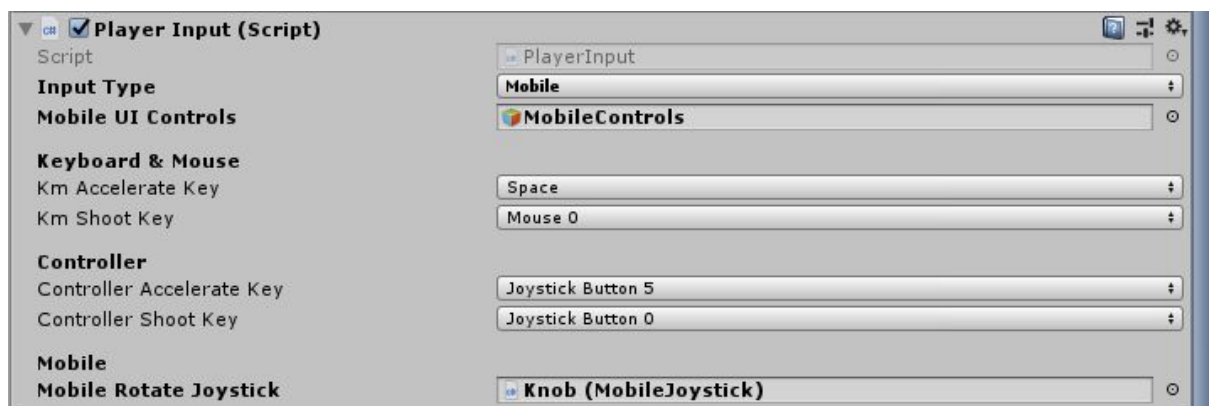 Player Input (Script)
Script PlayerInput
Input Type Mobile
Mobile UI Controls MobileControls
Keyboard & Mouse
Km Accelerate Key Space
Km Shoot Key Mouse 0
Controller
Controller Accelerate Key Joystick Button 5
Controller Shoot Key Joystick Button 0
Mobile
Mobile Rotate Joystick Knob (MobileJoystick)